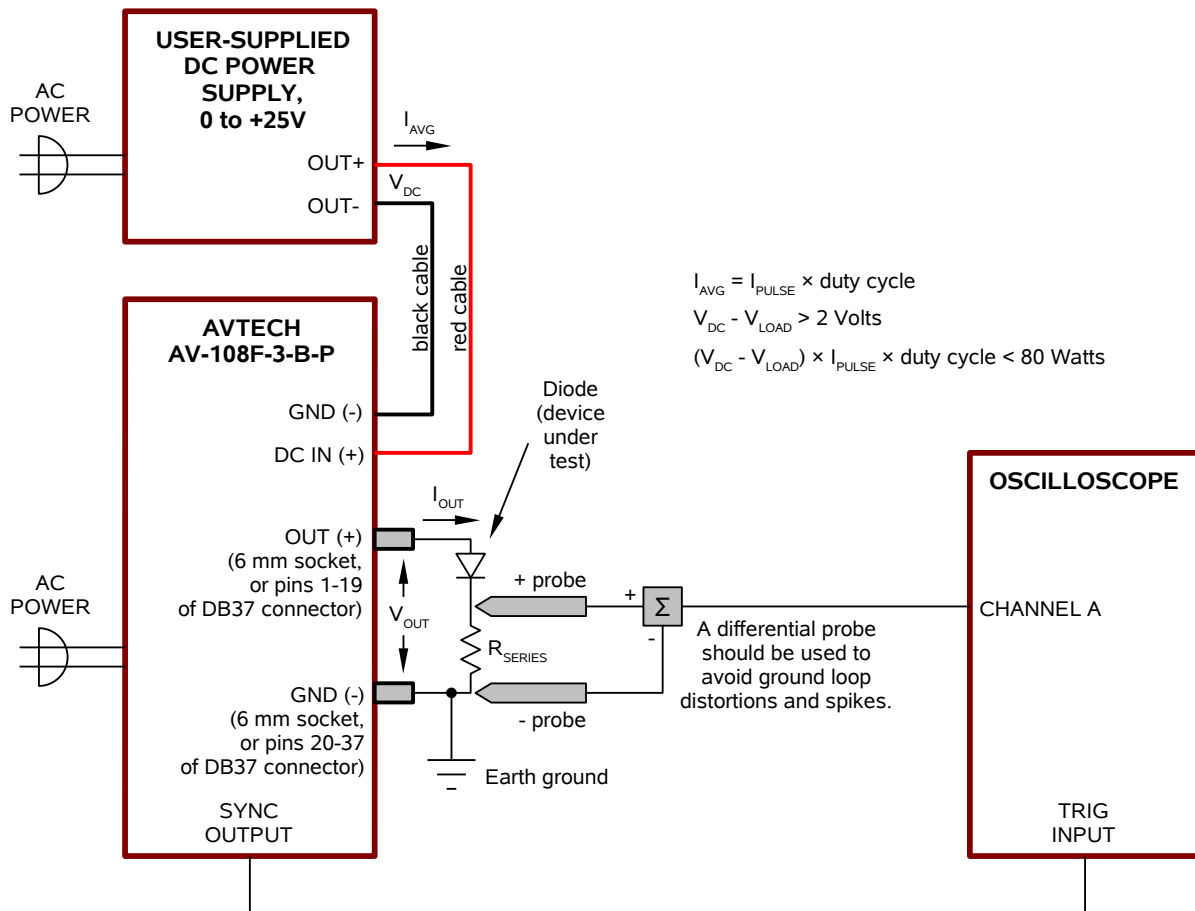 USER-SUPPLIED
DC POWER
SUPPLY,
0 to +25V
AC
POWER
I_AVG
OUT+
V_DC
OUT-
black cable
red cable
I_AVG = I_PULSE × duty cycle
V_DC - V_LOAD > 2 Volts
(V_DC - V_LOAD) × I_PULSE × duty cycle < 80 Watts
AVTECH
AV-108F-3-B-P
GND (-)
DC IN (+)
Diode
(device
under
test)
OSCILLOSCOPE
I_OUT
OUT (+)
(6 mm socket,
or pins 1-19
of DB37 connector)
AC
POWER
V_OUT
+ probe
+
Σ
-
CHANNEL A
A differential probe
should be used to
avoid ground loop
distortions and spikes.
R_SERIES
GND (-)
(6 mm socket,
or pins 20-37
of DB37 connector)
- probe
Earth ground
SYNC
OUTPUT
TRIG
INPUT